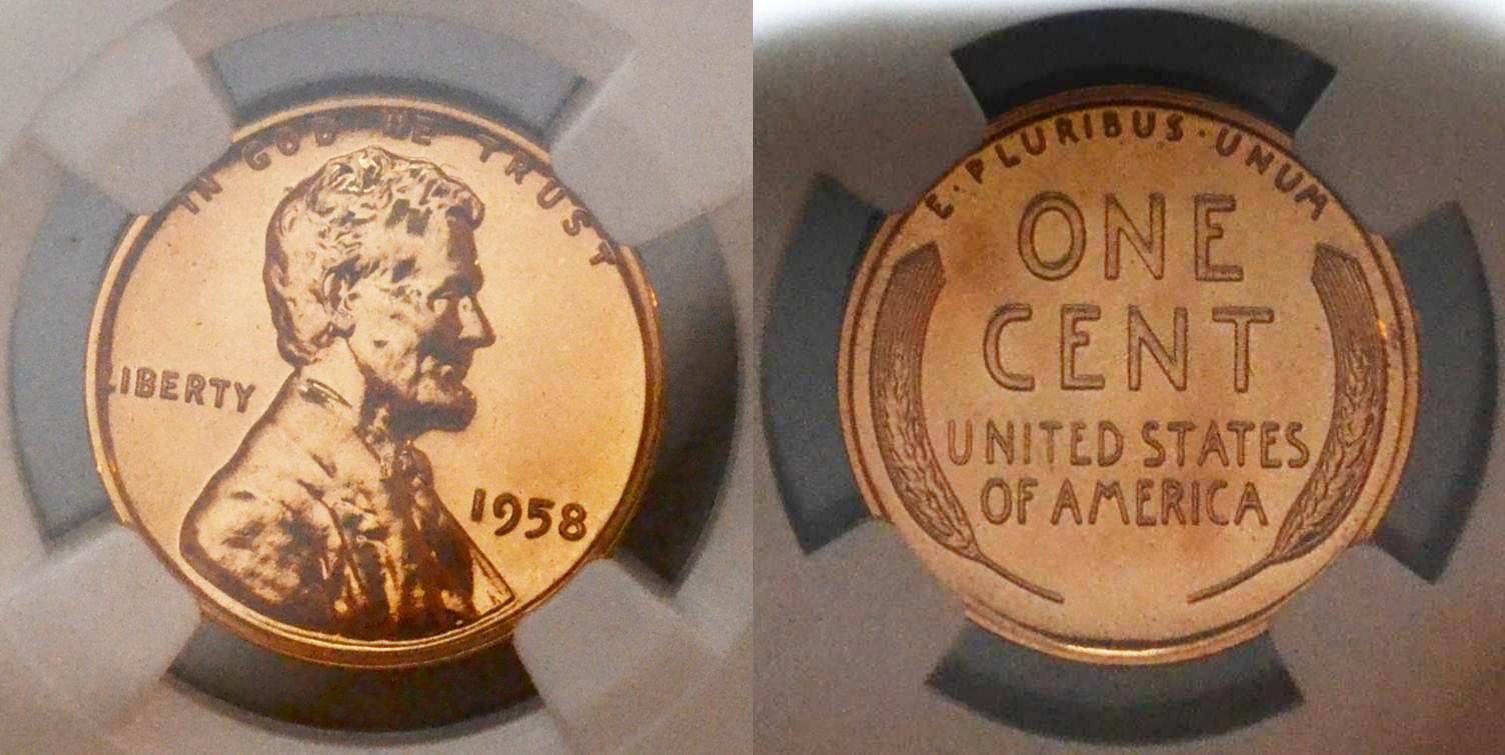 IN GOD WE TRUST
LIBERTY
1958
E·PLURIBUS·UNUM
ONE
CENT
UNITED STATES
OF AMERICA